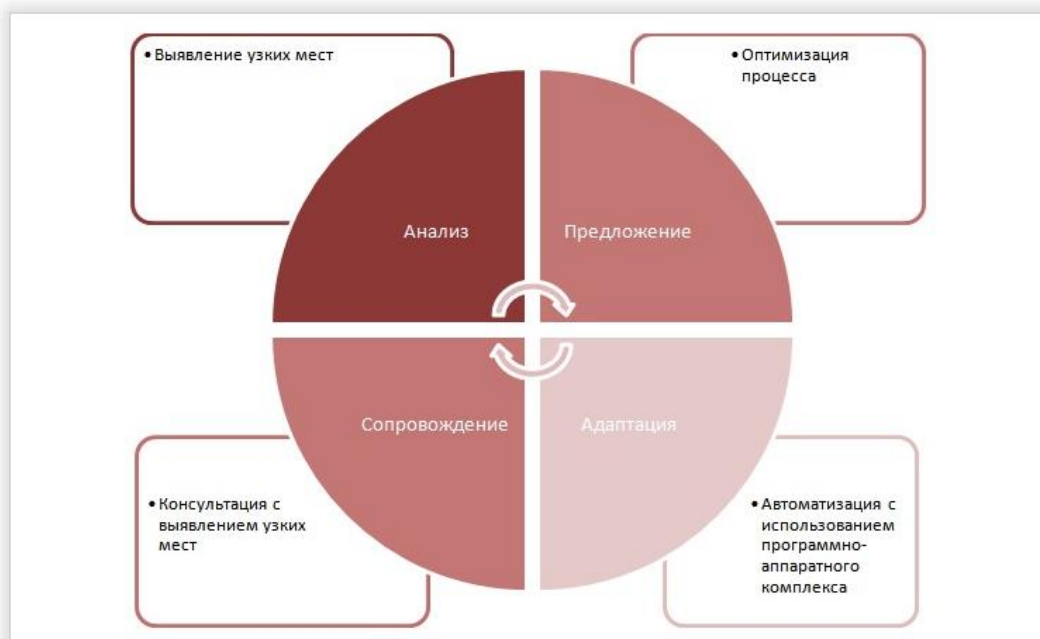 • Выявление узких мест
• Оптимизация
процесса
Анализ
Предложение
Сопровождение
Адаптация
• Консультация с
выявлением узких
мест
• Автоматизация с
использованием
программно-
аппаратного
комплекса